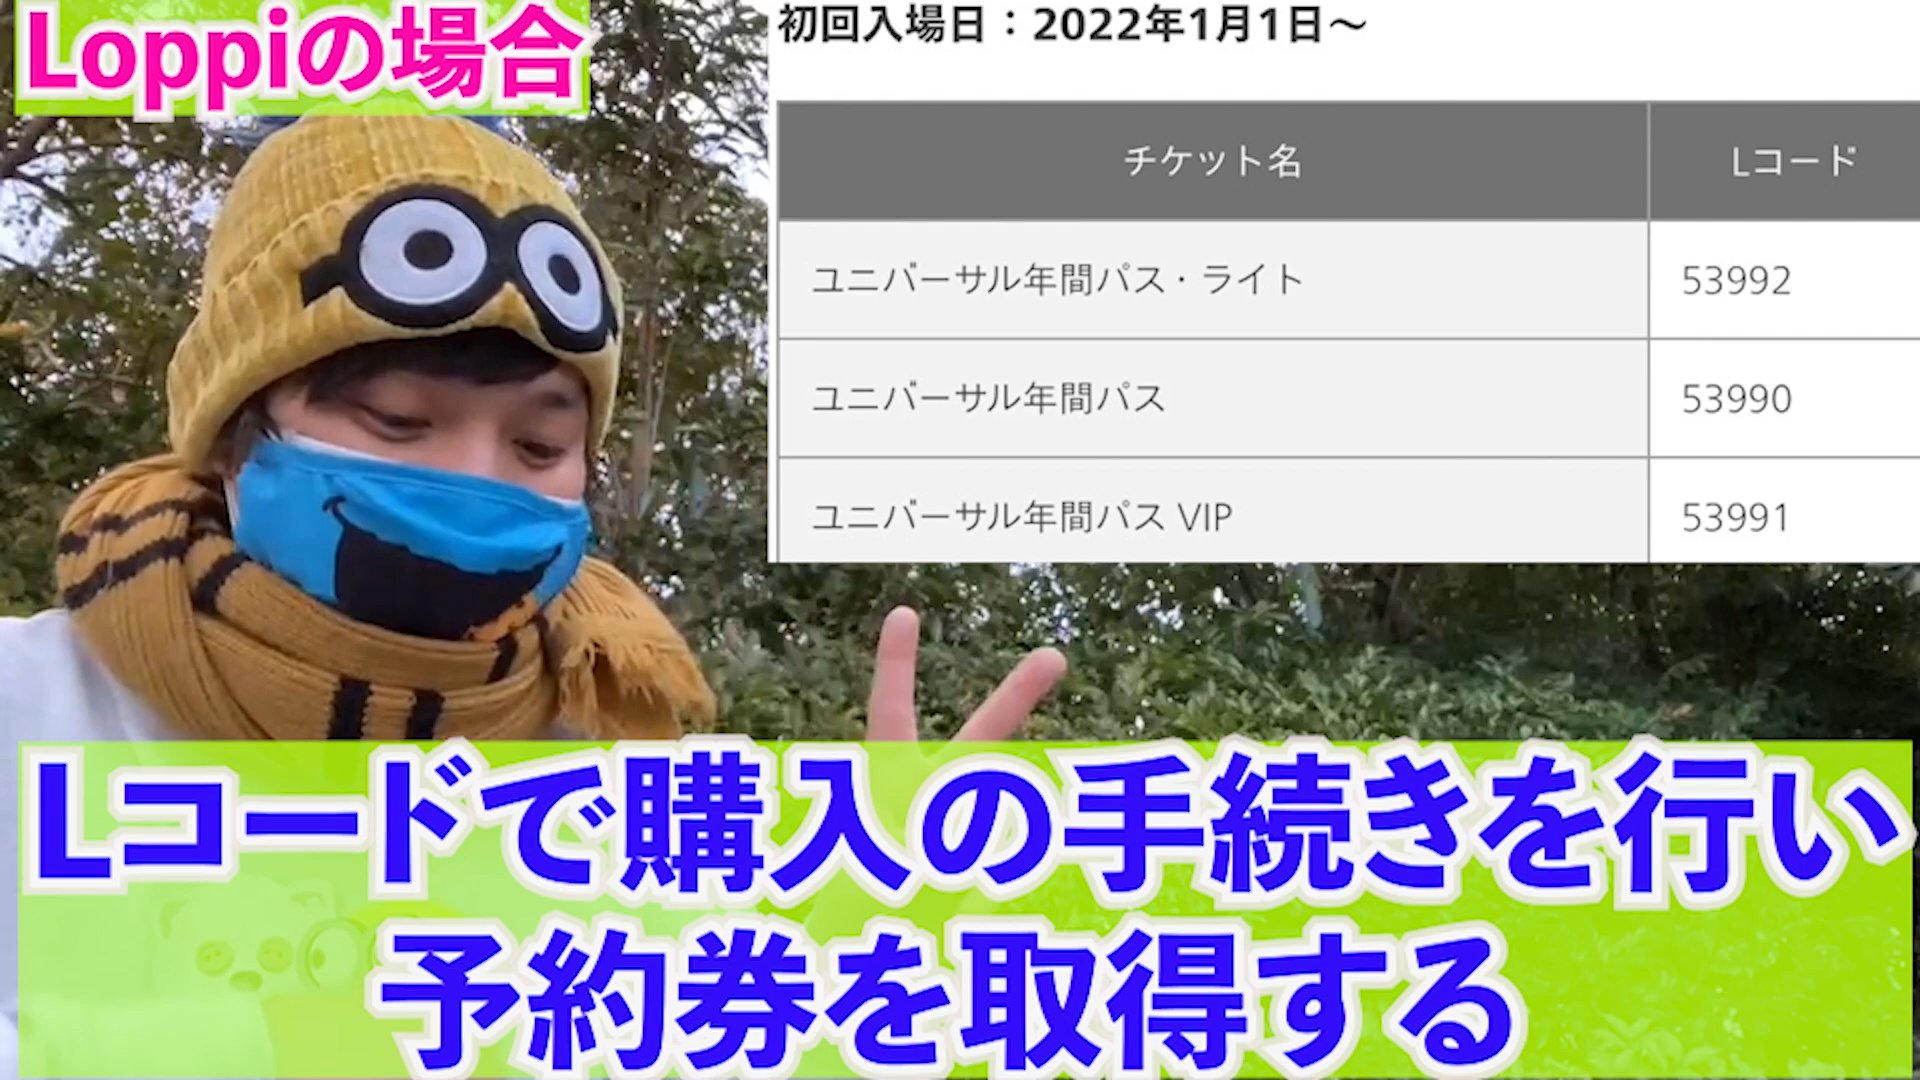 Loppiの場合
初回入場日：2022年1月1日～
チケット名 Lコード
ユニバーサル年間パス・ライト 53992
ユニバーサル年間パス 53990
ユニバーサル年間パス VIP 53991
Lコードで購入の手続きを行い
予約券を取得する